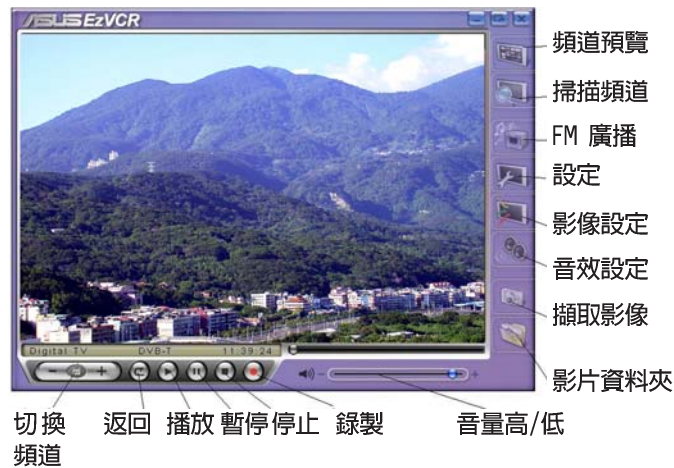 ASUS EzVCR
頻道預覽
掃描頻道
FM 廣播
設定
影像設定
音效設定
擷取影像
影片資料夾
Digital TV DVB-T 11:39:24
切換
頻道
返回
播放
暫停
停止
錄製
音量高/低